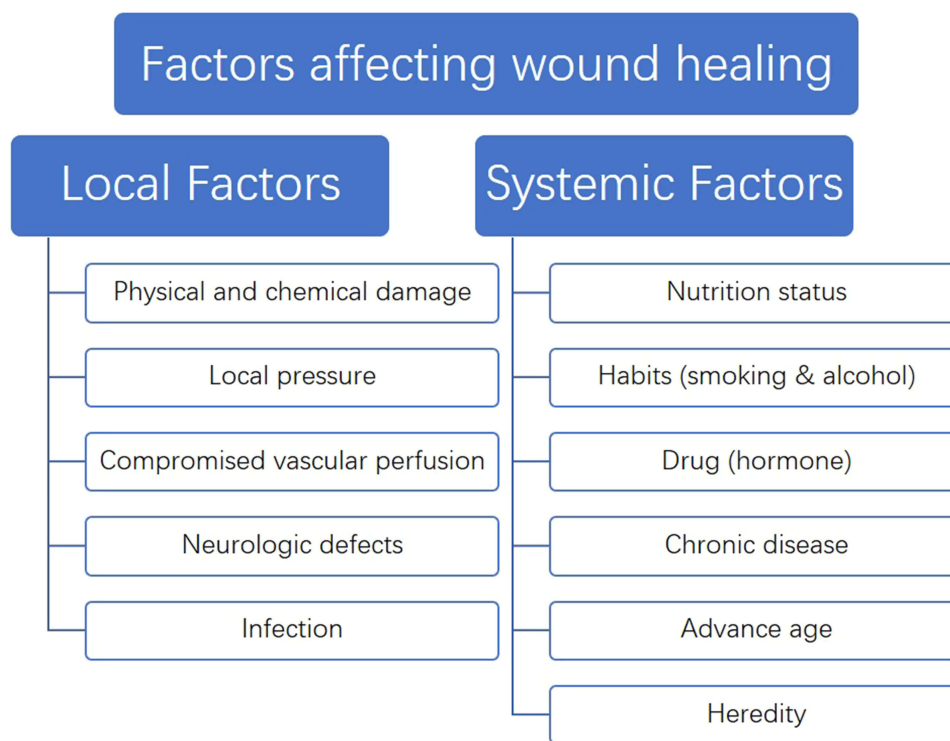 Factors affecting wound healing
Local Factors
Physical and chemical damage
Local pressure
Compromised vascular perfusion
Neurologic defects
Infection
Systemic Factors
Nutrition status
Habits (smoking & alcohol)
Drug (hormone)
Chronic disease
Advance age
Heredity